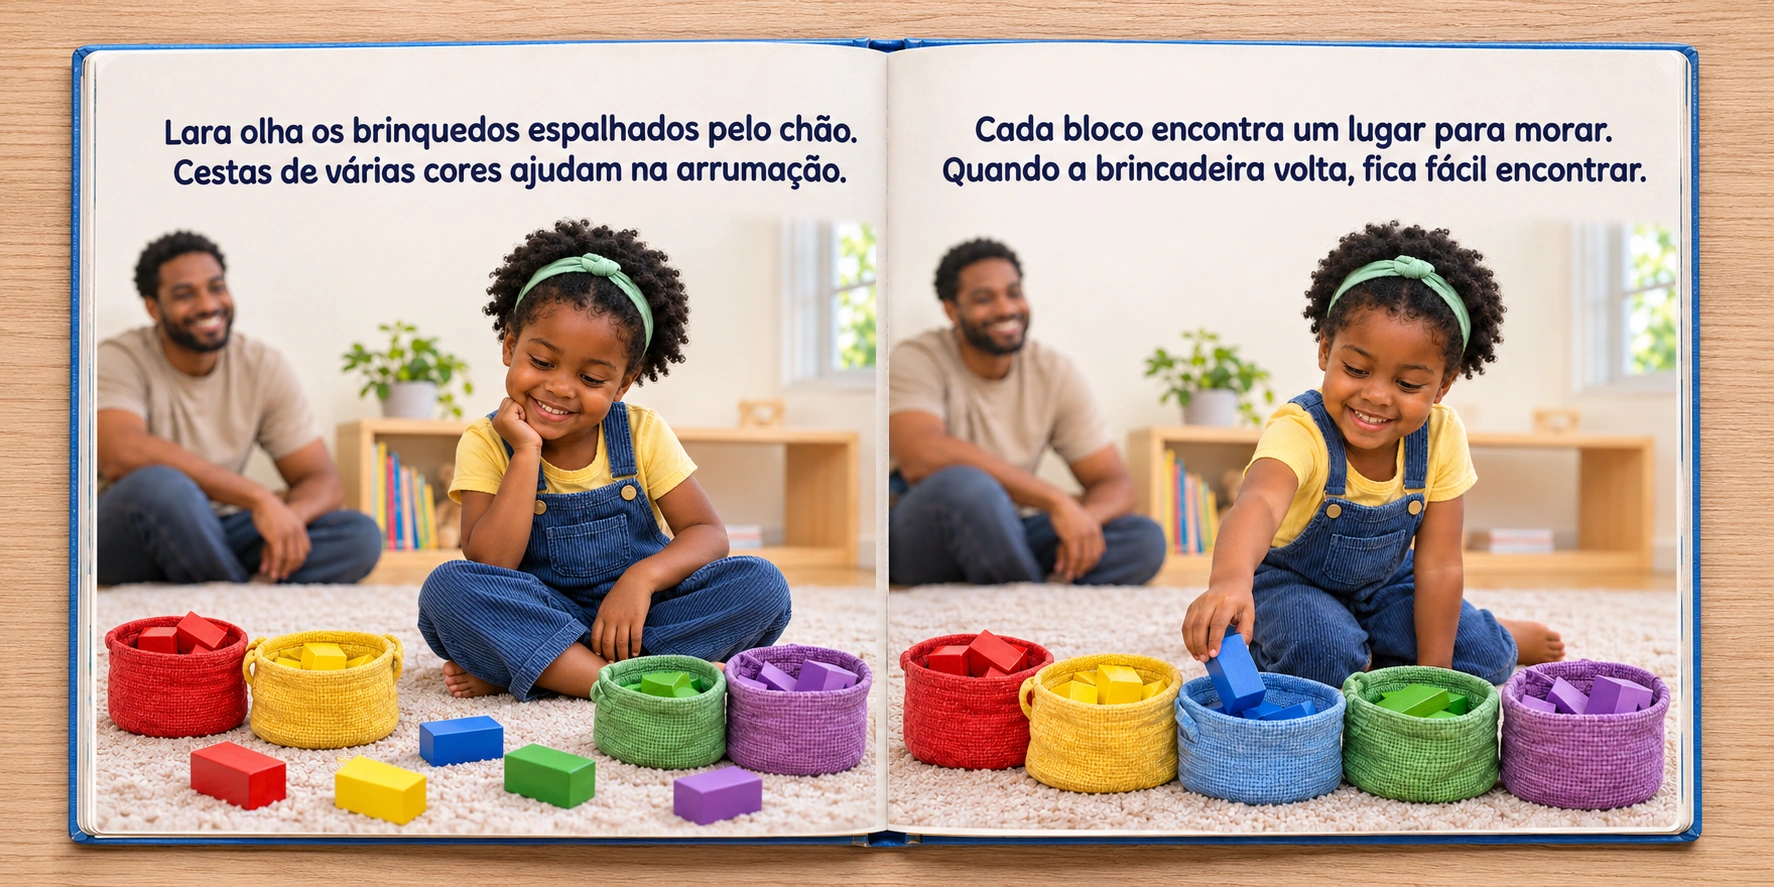 Lara olha os brinquedos espalhados pelo chão.
Cestas de várias cores ajudam na arrumação.
Cada bloco encontra um lugar para morar.
Quando a brincadeira volta, fica fácil encontrar.